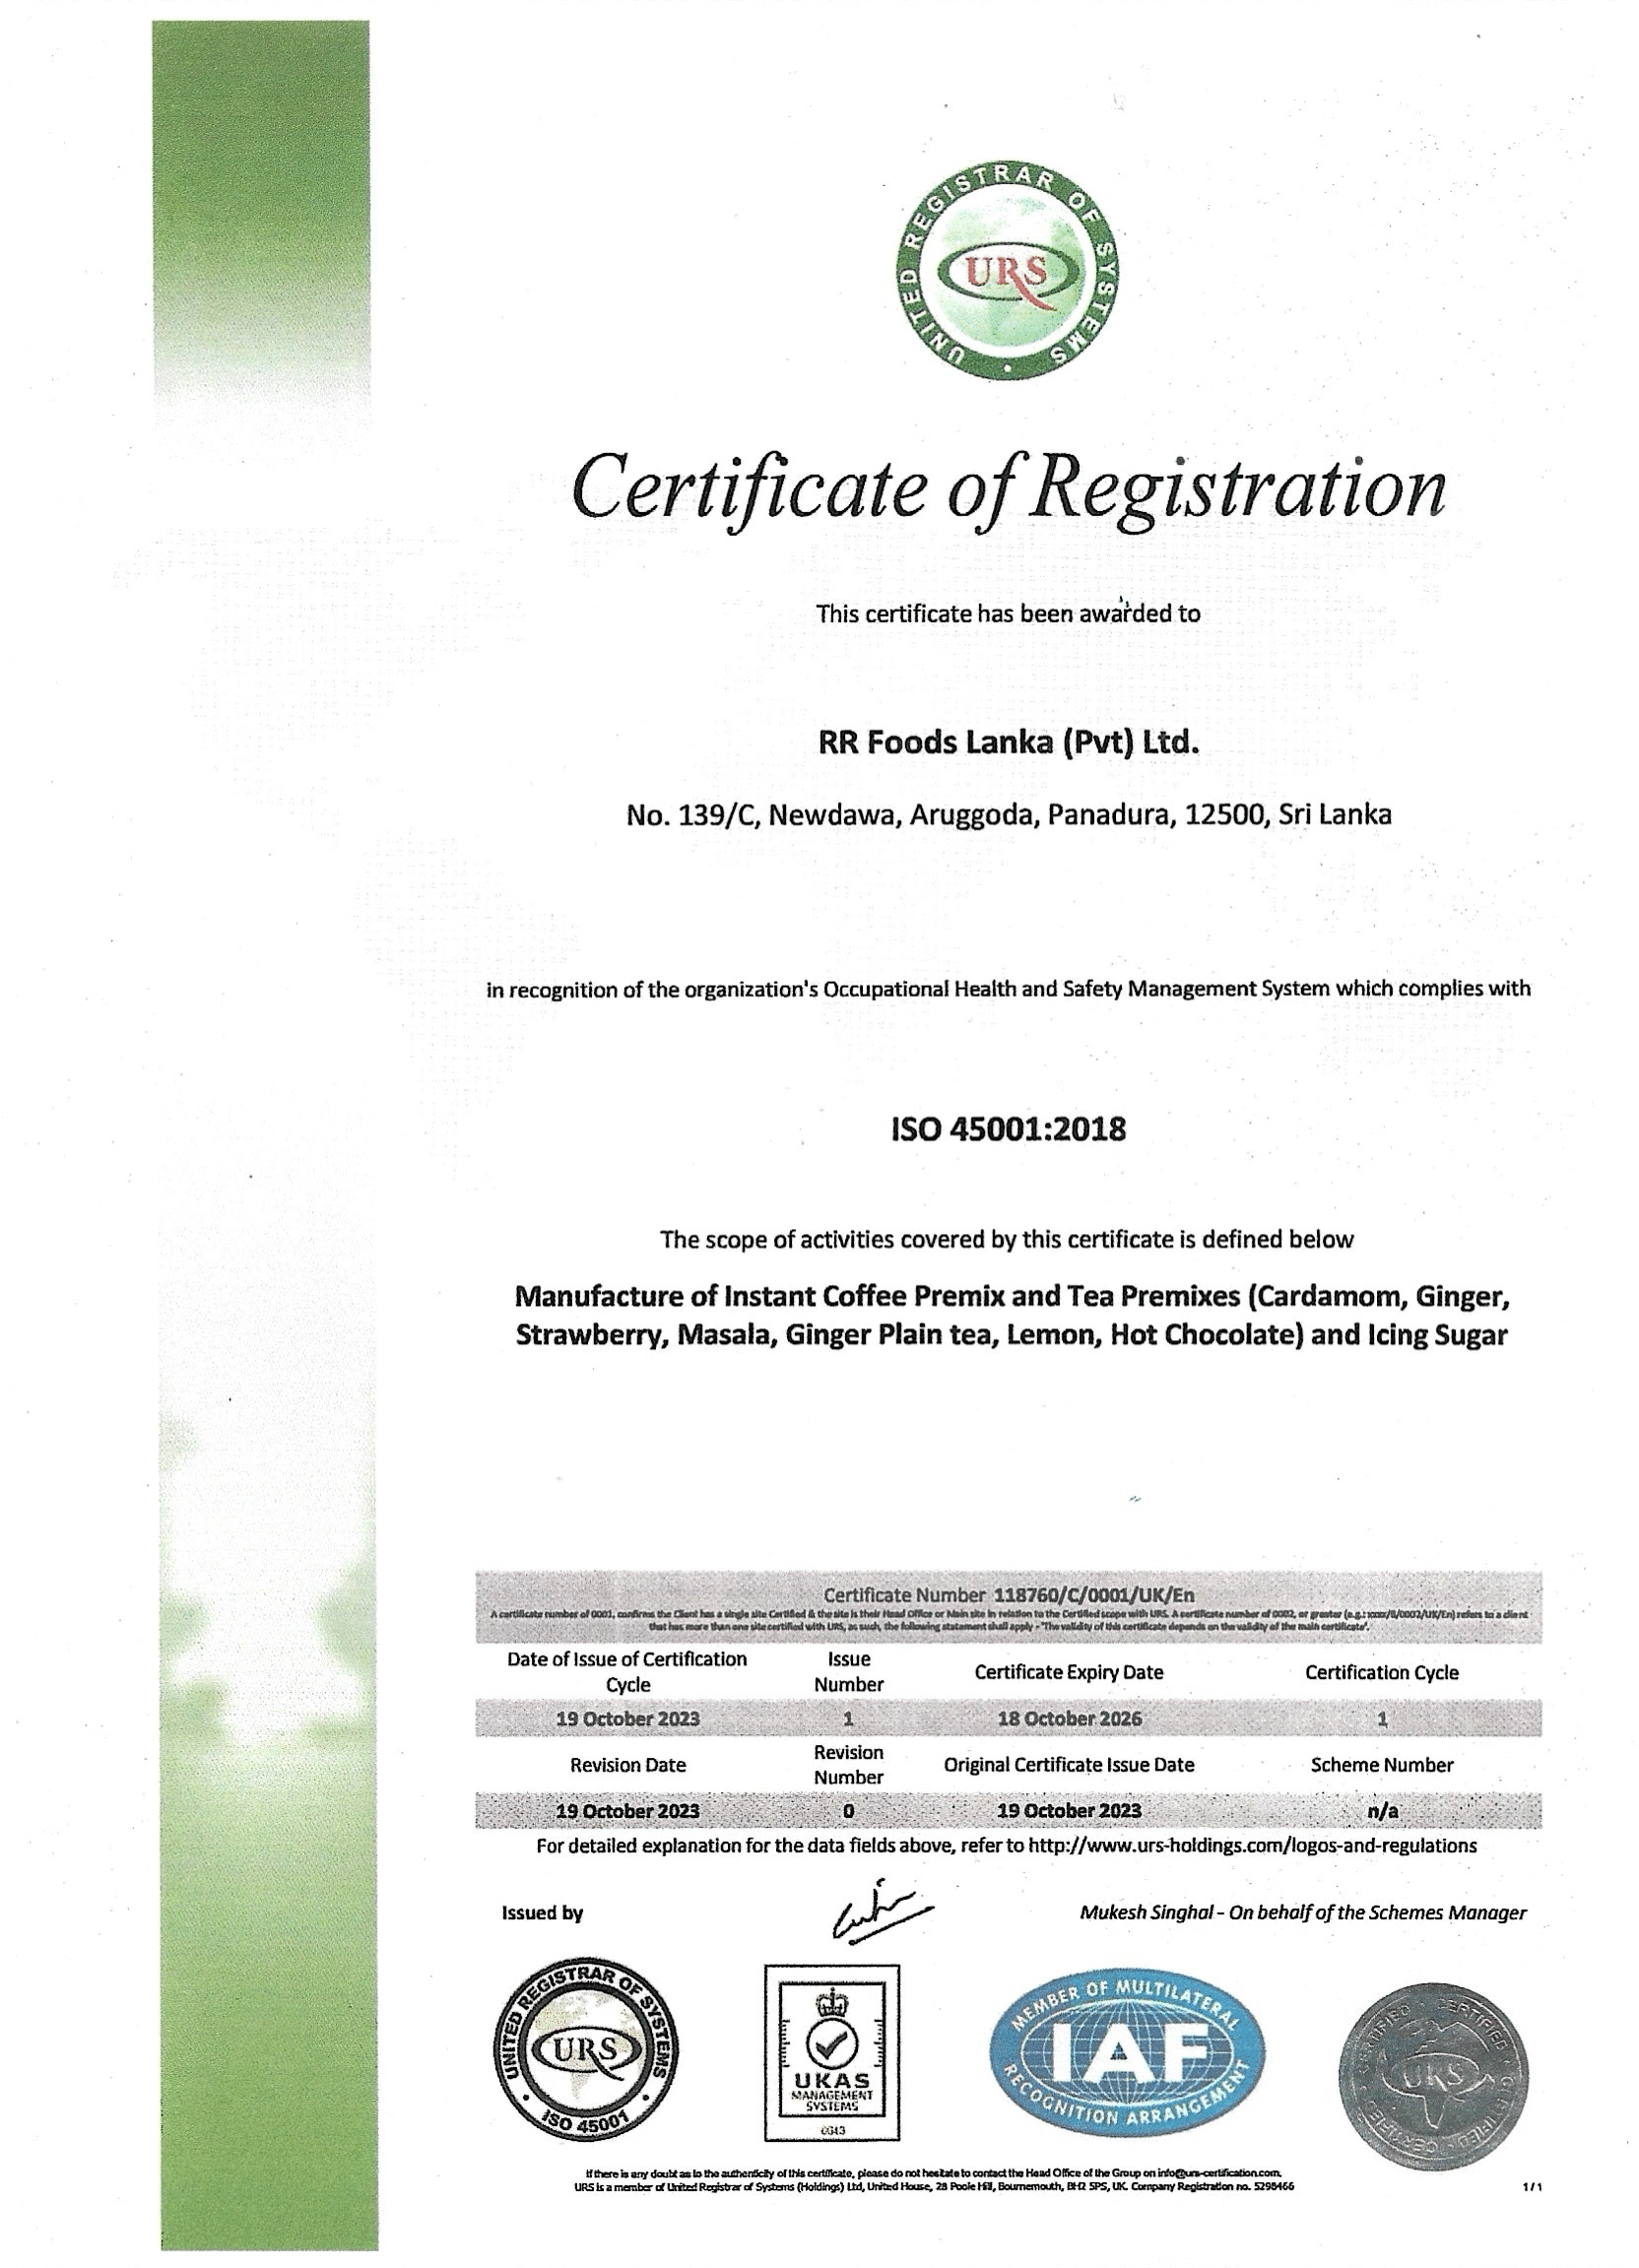 UNITED REGISTRAR OF SYSTEMS
URS
Certificate of Registration
This certificate has been awarded to
RR Foods Lanka (Pvt) Ltd.
No. 139/C, Newdawa, Aruggoda, Panadura, 12500, Sri Lanka
in recognition of the organization's Occupational Health and Safety Management System which complies with
ISO 45001:2018
The scope of activities covered by this certificate is defined below
Manufacture of Instant Coffee Premix and Tea Premixes (Cardamom, Ginger,
Strawberry, Masala, Ginger Plain tea, Lemon, Hot Chocolate) and Icing Sugar
Certificate Number 118760/C/0001/UK/En
A certificate number of 0001, confirms the Client has a single site Certified & the site is their Head Office or Main site in relation to the Certified scope with URS. A certificate number of 0002, or greater (e.g.: xxxx/B/0002/UK/En) refers to a client
that has more than one site certified with URS, as such, the following statement shall apply - 'The validity of this certificate depends on the validity of the main certificate'.
Date of Issue of Certification Issue Certificate Expiry Date Certification Cycle
Cycle Number
19 October 2023 1 18 October 2026 1
Revision Date Revision Original Certificate Issue Date Scheme Number
Number
19 October 2023 0 19 October 2023 n/a
For detailed explanation for the data fields above, refer to http://www.urs-holdings.com/logos-and-regulations
Issued by Mukesh Singhal - On behalf of the Schemes Manager
UNITED REGISTRAR OF SYSTEMS
URS
ISO 45001
UKAS
MANAGEMENT
SYSTEMS
0043
MEMBER OF MULTILATERAL
IAF
RECOGNITION ARRANGEMENT
CERTIFIED CERTIFIED CERTIFIED CERTIFIED
URS
If there is any doubt as to the authenticity of this certificate, please do not hesitate to contact the Head Office of the Group on info@urs-certification.com.
URS is a member of United Registrar of Systems (Holdings) Ltd, United House, 28 Poole Hill, Bournemouth, BH2 5PS, UK. Company Registration no. 5298466
1 / 1